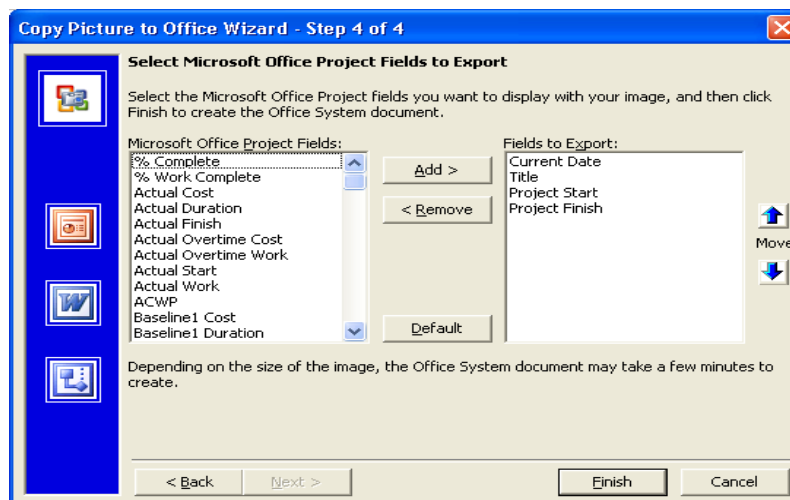 Copy Picture to Office Wizard - Step 4 of 4
Select Microsoft Office Project Fields to Export
Select the Microsoft Office Project fields you want to display with your image, and then click
Finish to create the Office System document.
Microsoft Office Project Fields:
% Complete
% Work Complete
Actual Cost
Actual Duration
Actual Finish
Actual Overtime Cost
Actual Overtime Work
Actual Start
Actual Work
ACWP
Baseline1 Cost
Baseline1 Duration
Add >
< Remove
Default
Fields to Export:
Current Date
Title
Project Start
Project Finish
Move
Depending on the size of the image, the Office System document may take a few minutes to
create.
< Back
Next >
Finish
Cancel